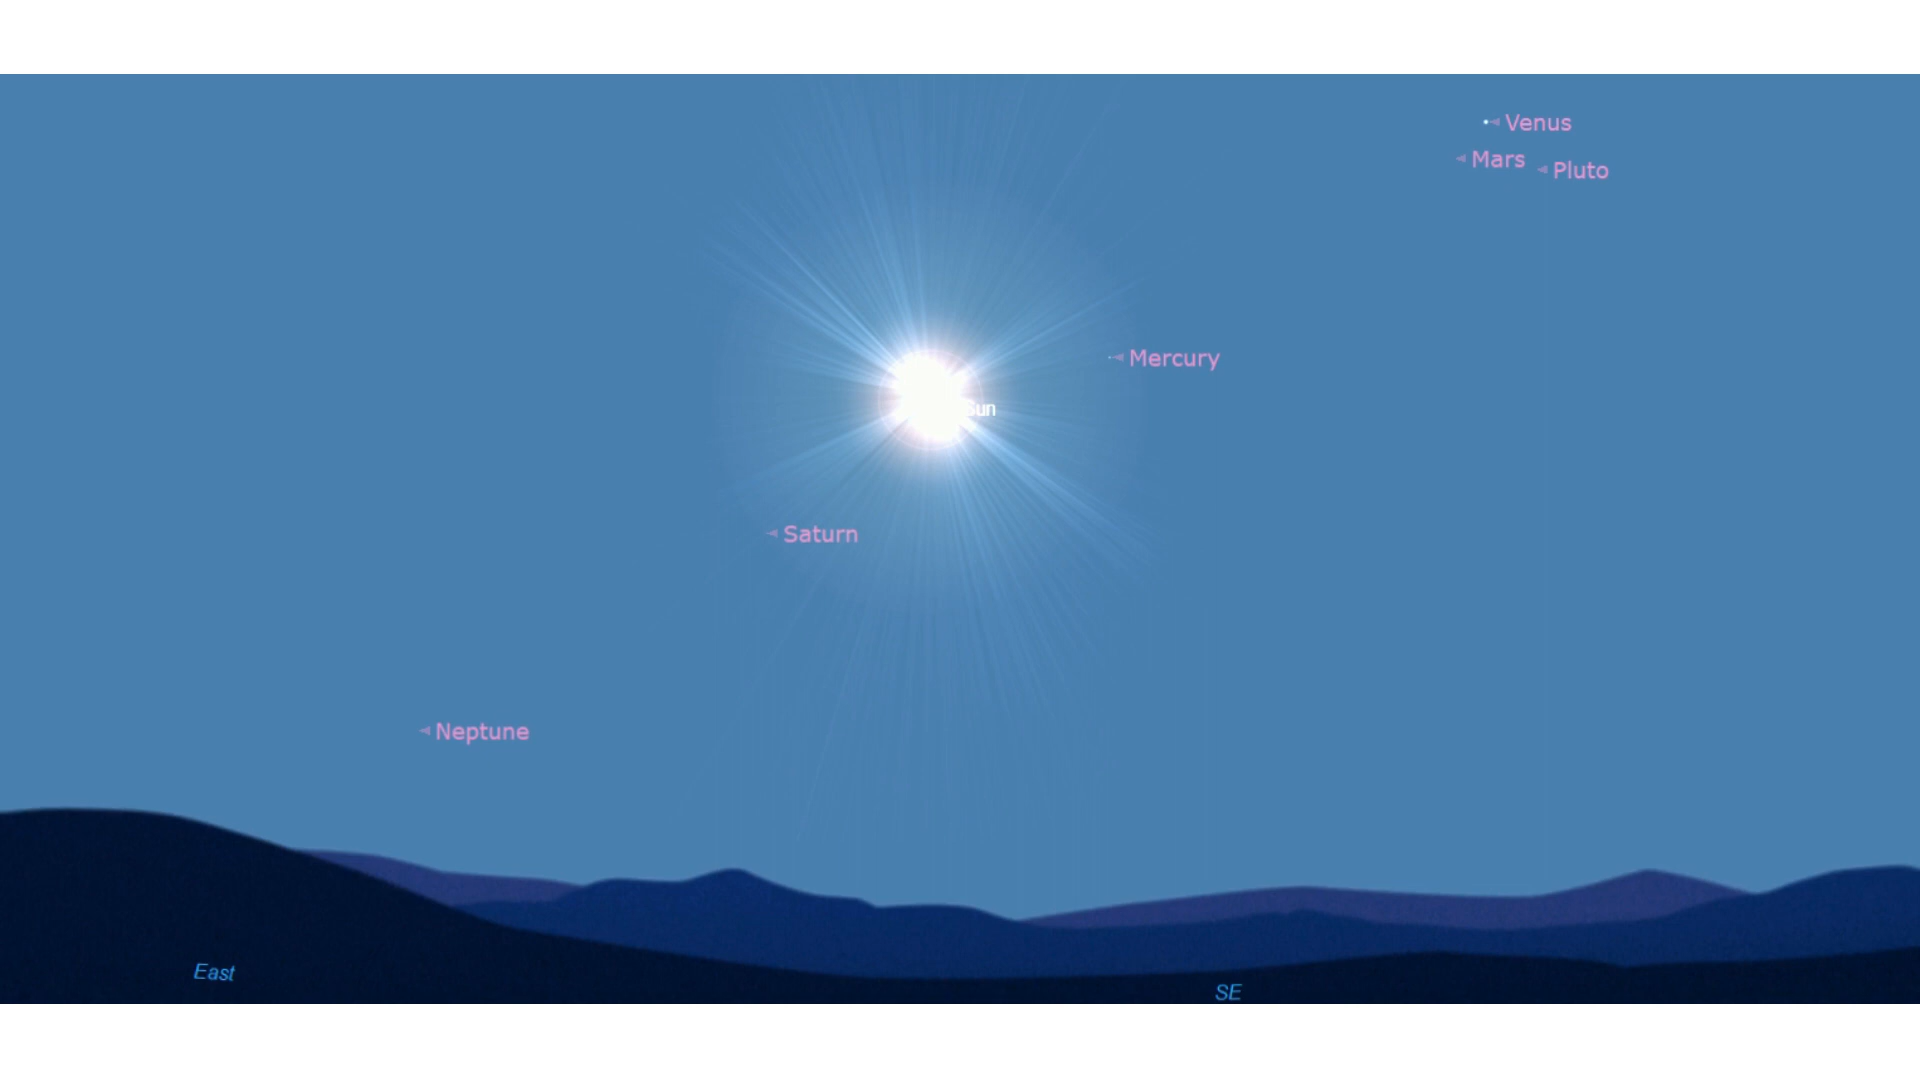 Venus
Mars
Pluto
Mercury
Sun
Saturn
Neptune
East
SE